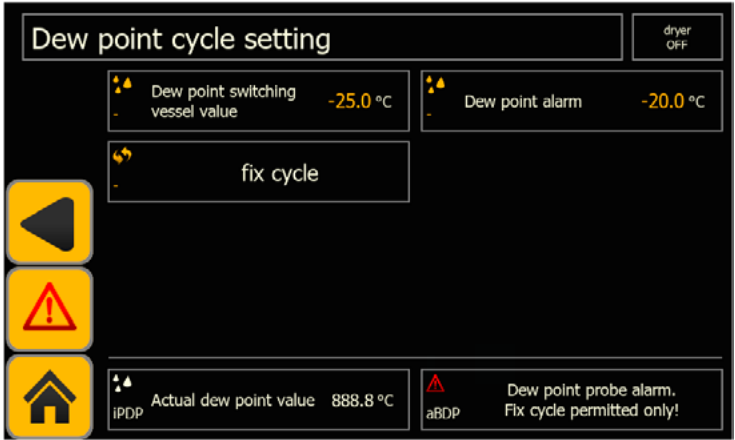 Dew point cycle setting
dryer
OFF
Dew point switching
vessel value
-25.0 °C
-
Dew point alarm
-20.0 °C
-
fix cycle
-
Actual dew point value
888.8 °C
iPDP
Dew point probe alarm.
Fix cycle permitted only!
aBDP